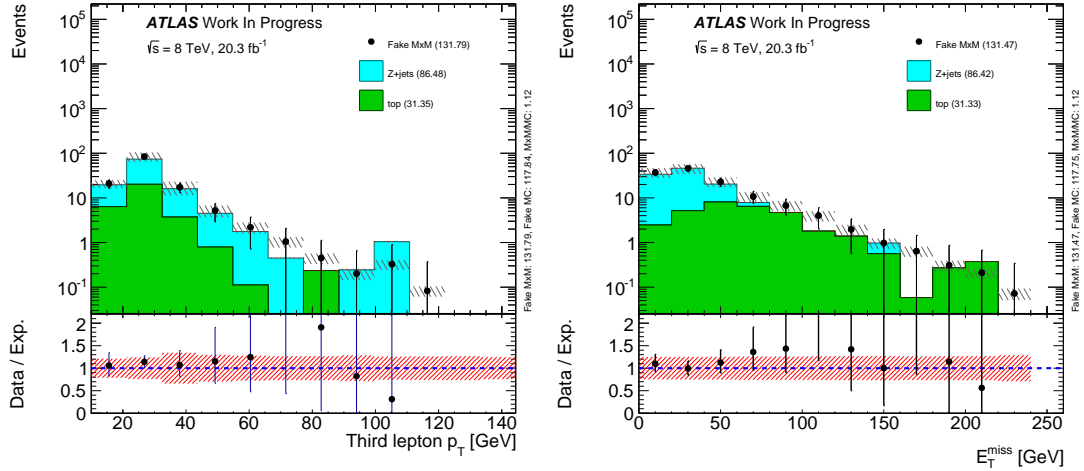 Events
10⁵
10⁴
10³
10²
10
1
10⁻¹
ATLAS Work In Progress
√s = 8 TeV, 20.3 fb⁻¹
Fake MxM (131.79)
Z+jets (86.48)
top (31.35)
Fake MxM: 131.79, Fake MC: 117.84, MxM/MC: 1.12
Data / Exp.
2
1.5
1
0.5
0
20 40 60 80 100 120 140
Third lepton p_T [GeV]
Events
10⁵
10⁴
10³
10²
10
1
10⁻¹
ATLAS Work In Progress
√s = 8 TeV, 20.3 fb⁻¹
Fake MxM (131.47)
Z+jets (86.42)
top (31.33)
Fake MxM: 131.47, Fake MC: 117.75, MxM/MC: 1.12
Data / Exp.
2
1.5
1
0.5
0
0 50 100 150 200 250
E_T^miss [GeV]